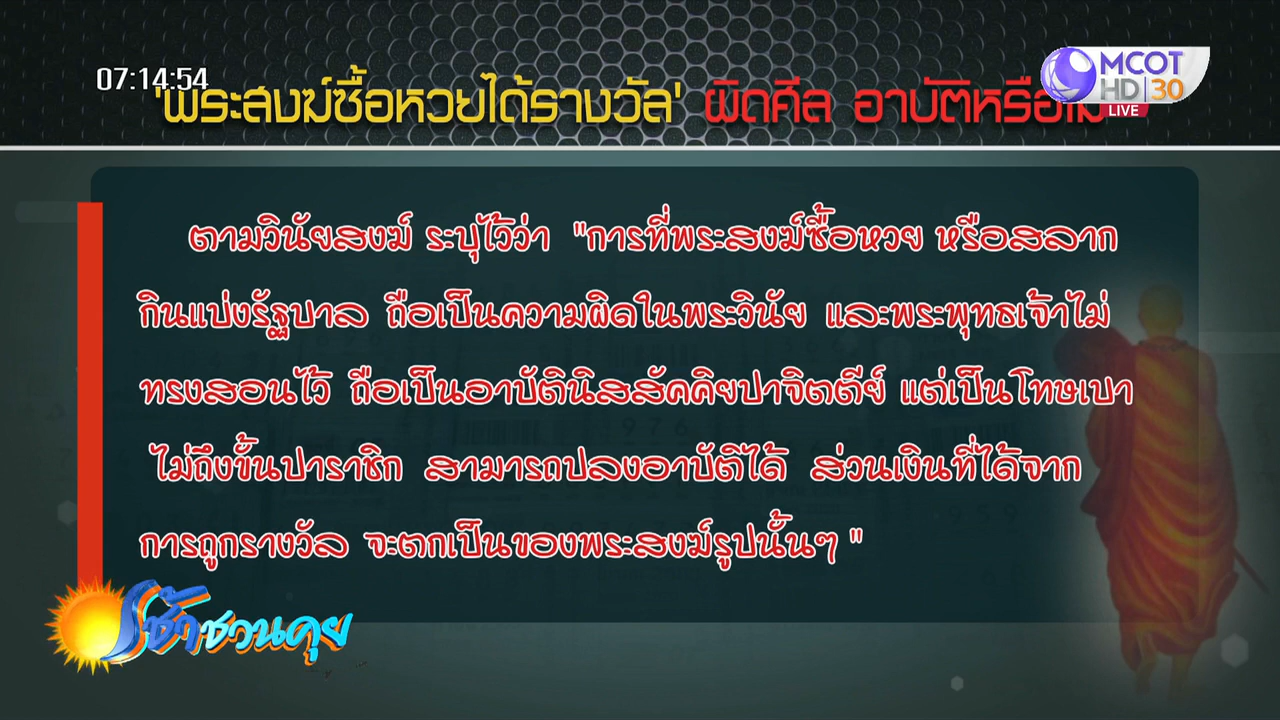 07:14:54
'พระสงฆ์ซื้อหวยได้รางวัล' ผิดศีล อาบัติหรือไม่
MCOT
HD 30
LIVE
ตามวินัยสงฆ์ ระบุไว้ว่า "การที่พระสงฆ์ซื้อหวย หรือสลาก
กินแบ่งรัฐบาล ถือเป็นความผิดในพระวินัย และพระพุทธเจ้าไม่
ทรงสอนไว้ ถือเป็นอาบัตินิสสัคคิยปาจิตตีย์ แต่เป็นโทษเบา
ไม่ถึงขั้นปาราชิก สามารถปลงอาบัติได้ ส่วนเงินที่ได้จาก
การถูกรางวัล จะตกเป็นของพระสงฆ์รูปนั้นๆ "
เช้าชวนคุย